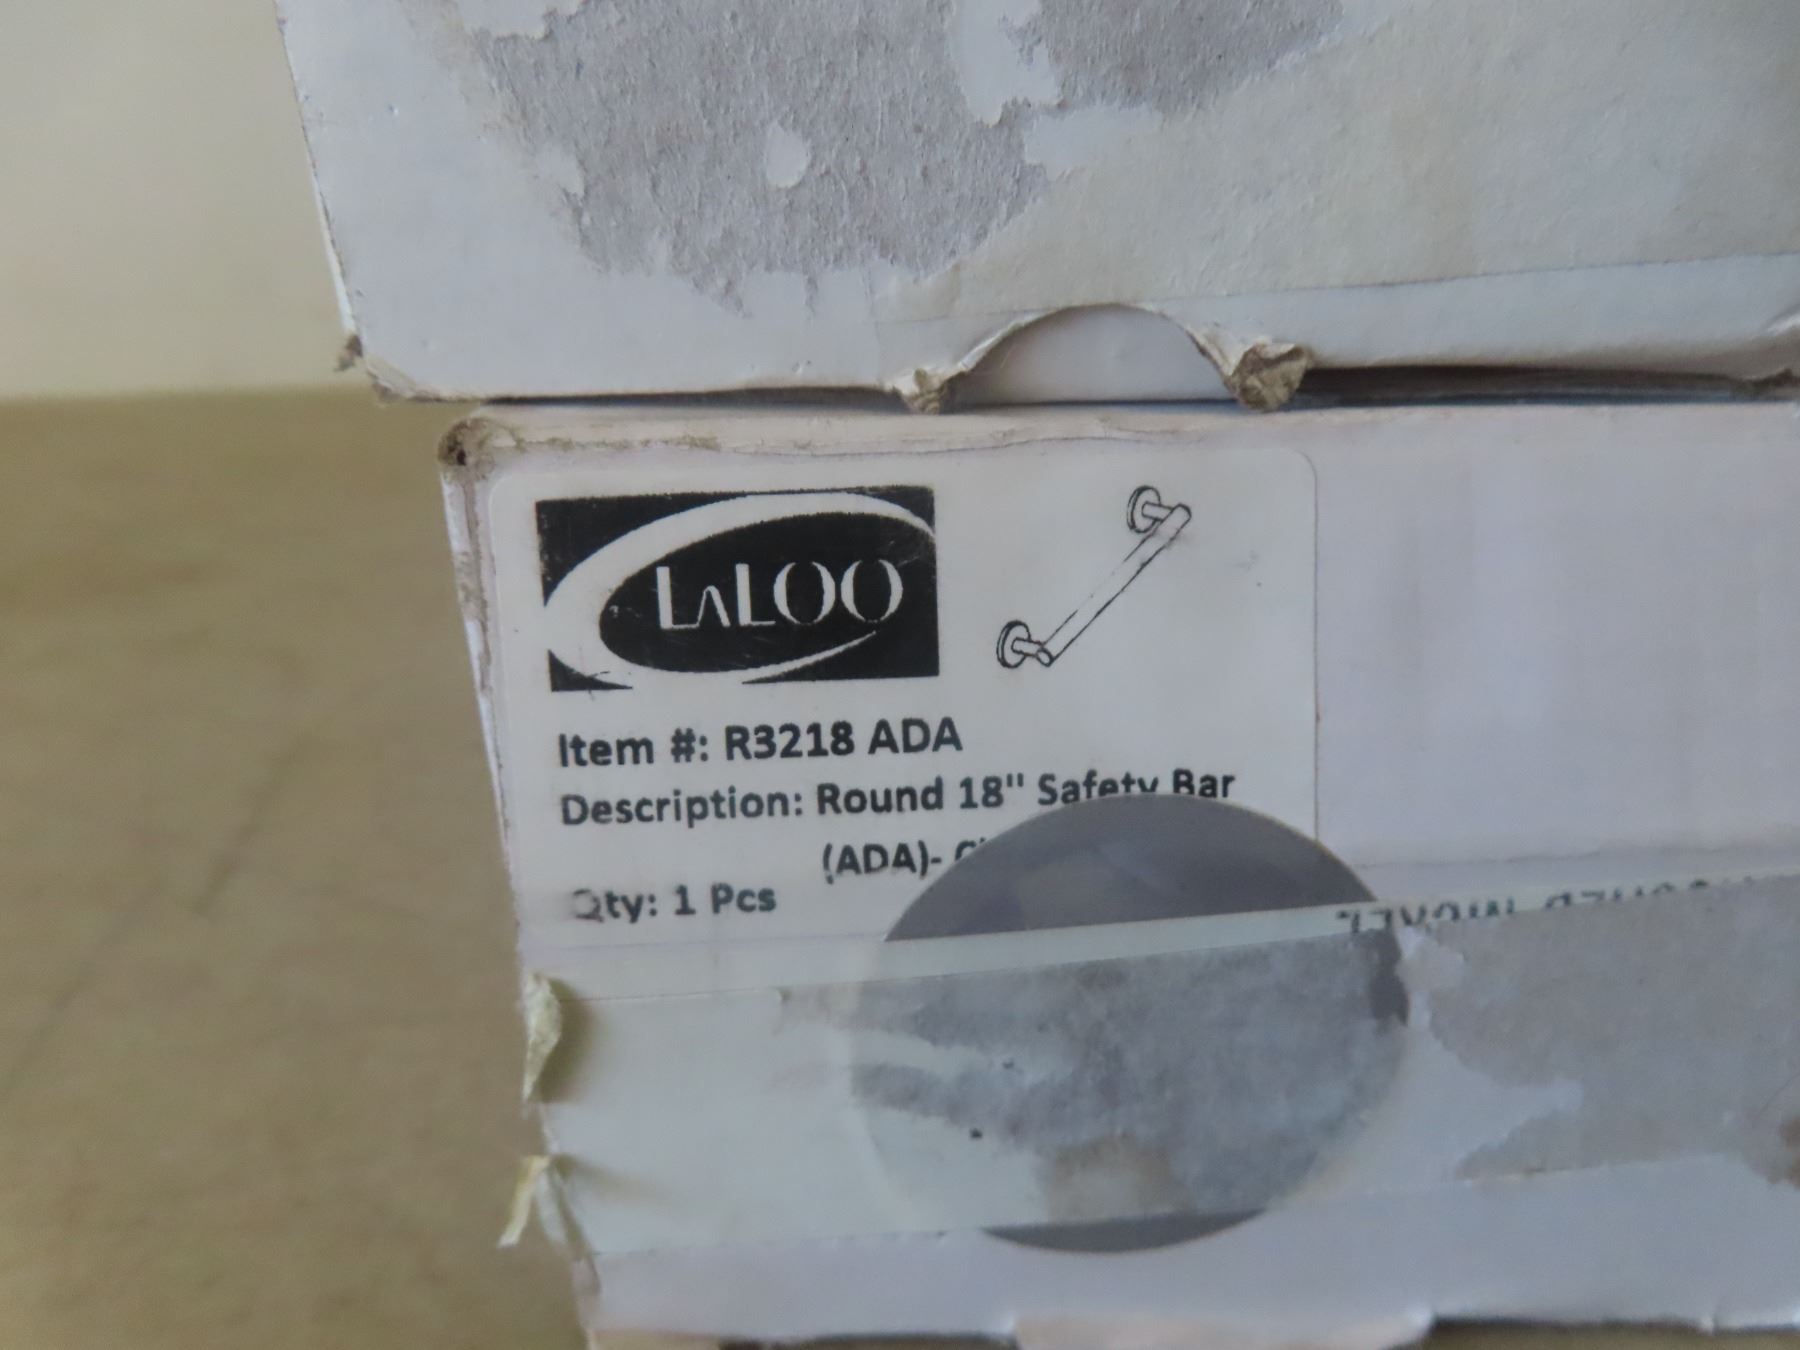 LALOO
Item #: R3218 ADA
Description: Round 18" Safety Bar
(ADA)-
Qty: 1 Pcs